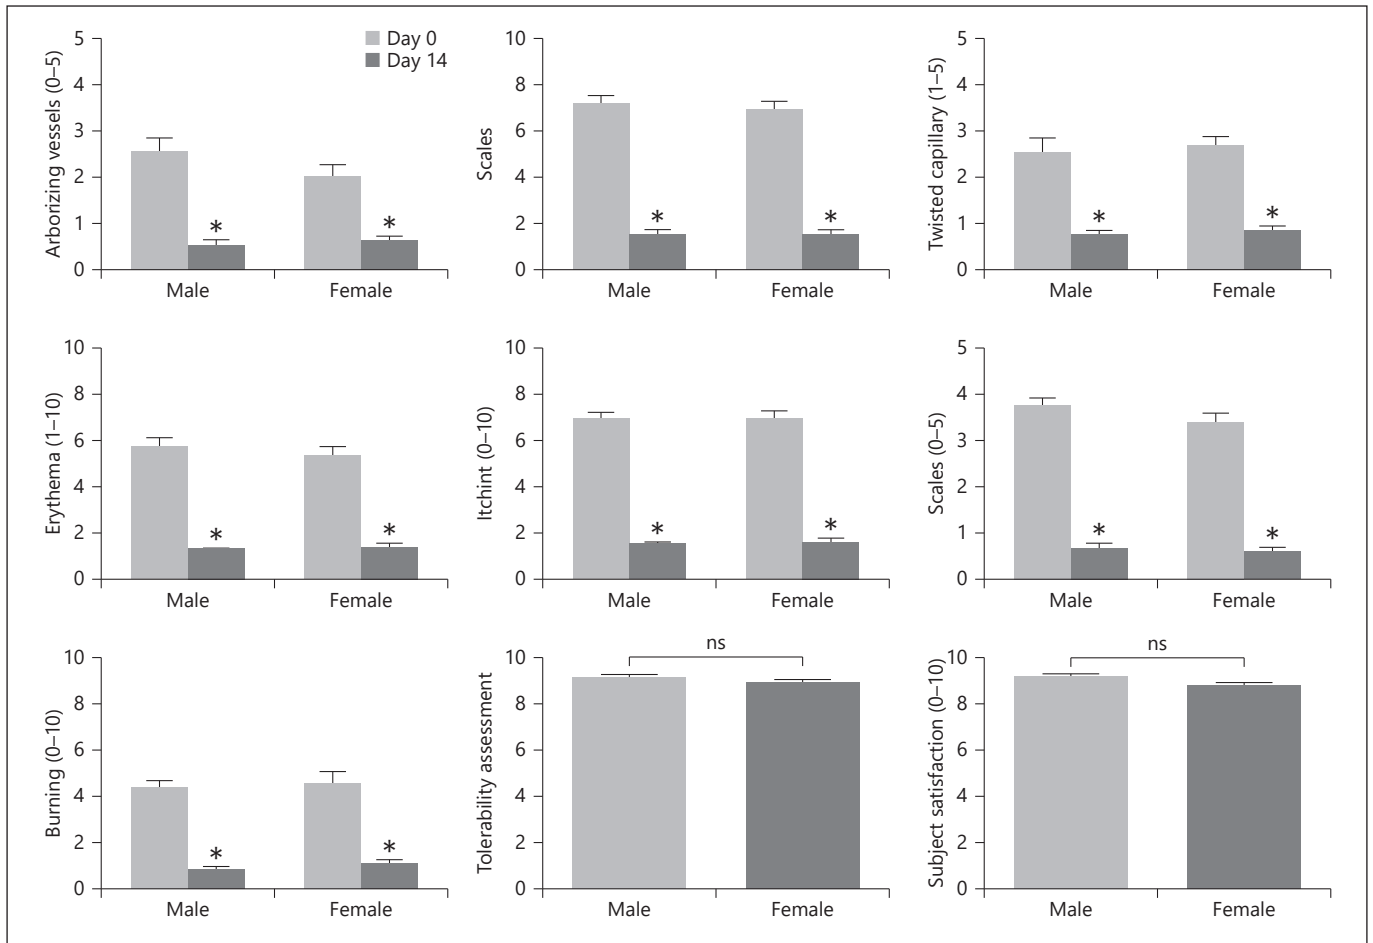 Arborizing vessels (0–5)
5
4
3
2
1
0
Day 0
Day 14
*
*
Male
Female
Scales
10
8
6
4
2
0
*
*
Male
Female
Twisted capillary (1–5)
5
4
3
2
1
0
*
*
Male
Female
Erythema (1–10)
10
8
6
4
2
0
*
*
Male
Female
Itchint (0–10)
10
8
6
4
2
0
*
*
Male
Female
Scales (0–5)
5
4
3
2
1
0
*
*
Male
Female
Burning (0–10)
10
8
6
4
2
0
*
*
Male
Female
Tolerability assessment
10
8
6
4
2
0
ns
Male
Female
Subject satisfaction (0–10)
10
8
6
4
2
0
ns
Male
Female